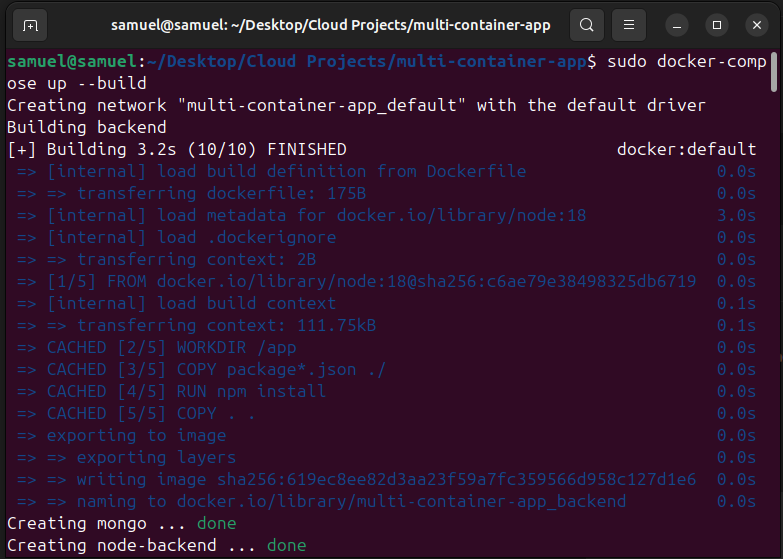 samuel@samuel: ~/Desktop/Cloud Projects/multi-container-app
samuel@samuel:~/Desktop/Cloud Projects/multi-container-app$ sudo docker-comp
ose up --build
Creating network "multi-container-app_default" with the default driver
Building backend
[+] Building 3.2s (10/10) FINISHED docker:default
=> [internal] load build definition from Dockerfile 0.0s
=> => transferring dockerfile: 175B 0.0s
=> [internal] load metadata for docker.io/library/node:18 3.0s
=> [internal] load .dockerignore 0.0s
=> => transferring context: 2B 0.0s
=> [1/5] FROM docker.io/library/node:18@sha256:c6ae79e38498325db6719 0.0s
=> [internal] load build context 0.1s
=> => transferring context: 111.75kB 0.1s
=> CACHED [2/5] WORKDIR /app 0.0s
=> CACHED [3/5] COPY package*.json ./ 0.0s
=> CACHED [4/5] RUN npm install 0.0s
=> CACHED [5/5] COPY . . 0.0s
=> exporting to image 0.0s
=> => exporting layers 0.0s
=> => writing image sha256:619ec8ee82d3aa23f59a7fc359566d958c127d1e6 0.0s
=> => naming to docker.io/library/multi-container-app_backend 0.0s
Creating mongo ... done
Creating node-backend ... done